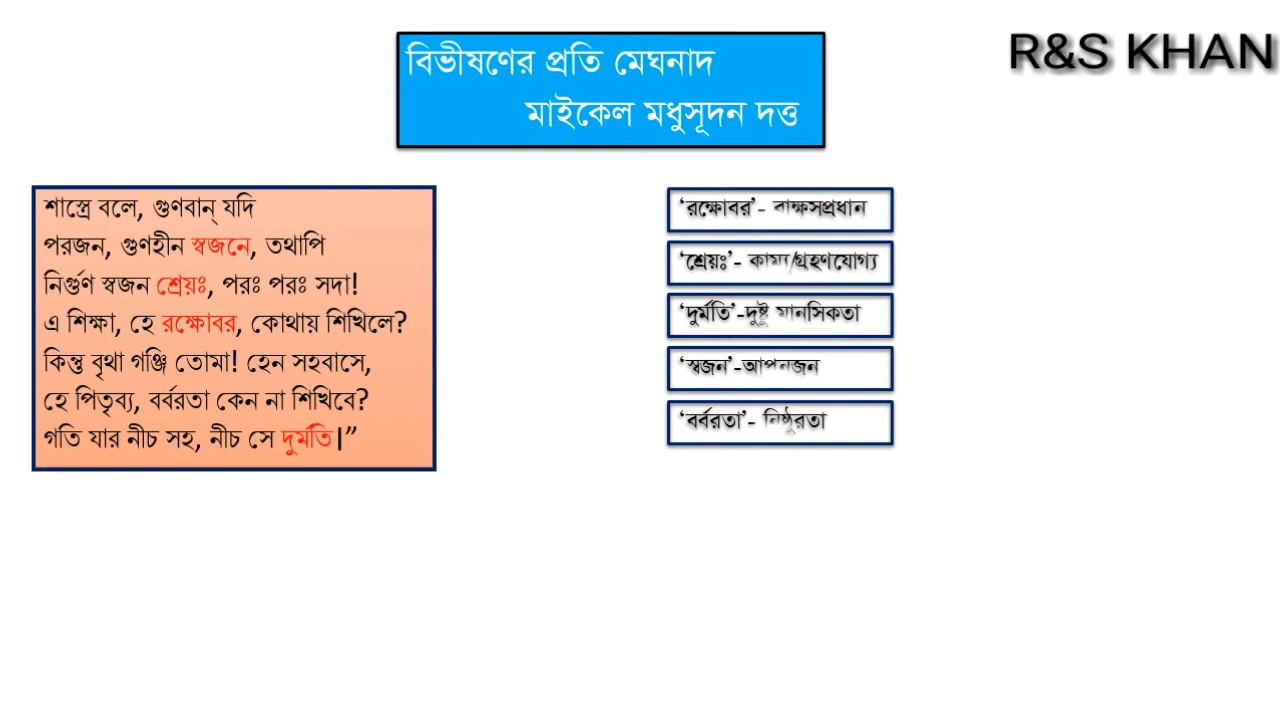 বিভীষণের প্রতি মেঘনাদ
মাইকেল মধুসূদন দত্ত
R&S KHAN
শাস্ত্রে বলে, গুণবান্ যদি
পরজন, গুণহীন স্বজনে, তথাপি
নির্গুণ স্বজন শ্রেয়ঃ, পরঃ পরঃ সদা!
এ শিক্ষা, হে রক্ষোবর, কোথায় শিখিলে?
কিন্তু বৃথা গঞ্জি তোমা! হেন সহবাসে,
হে পিতৃব্য, বর্বরতা কেন না শিখিবে?
গতি যার নীচ সহ, নীচ সে দুর্মতি।”
‘রক্ষোবর’- রাক্ষসপ্রধান
‘শ্রেয়ঃ’- কাম্য/গ্রহণযোগ্য
‘দুর্মতি’-দুষ্টু মানসিকতা
‘স্বজন’-আপনজন
‘বর্বরতা’- নিষ্ঠুরতা